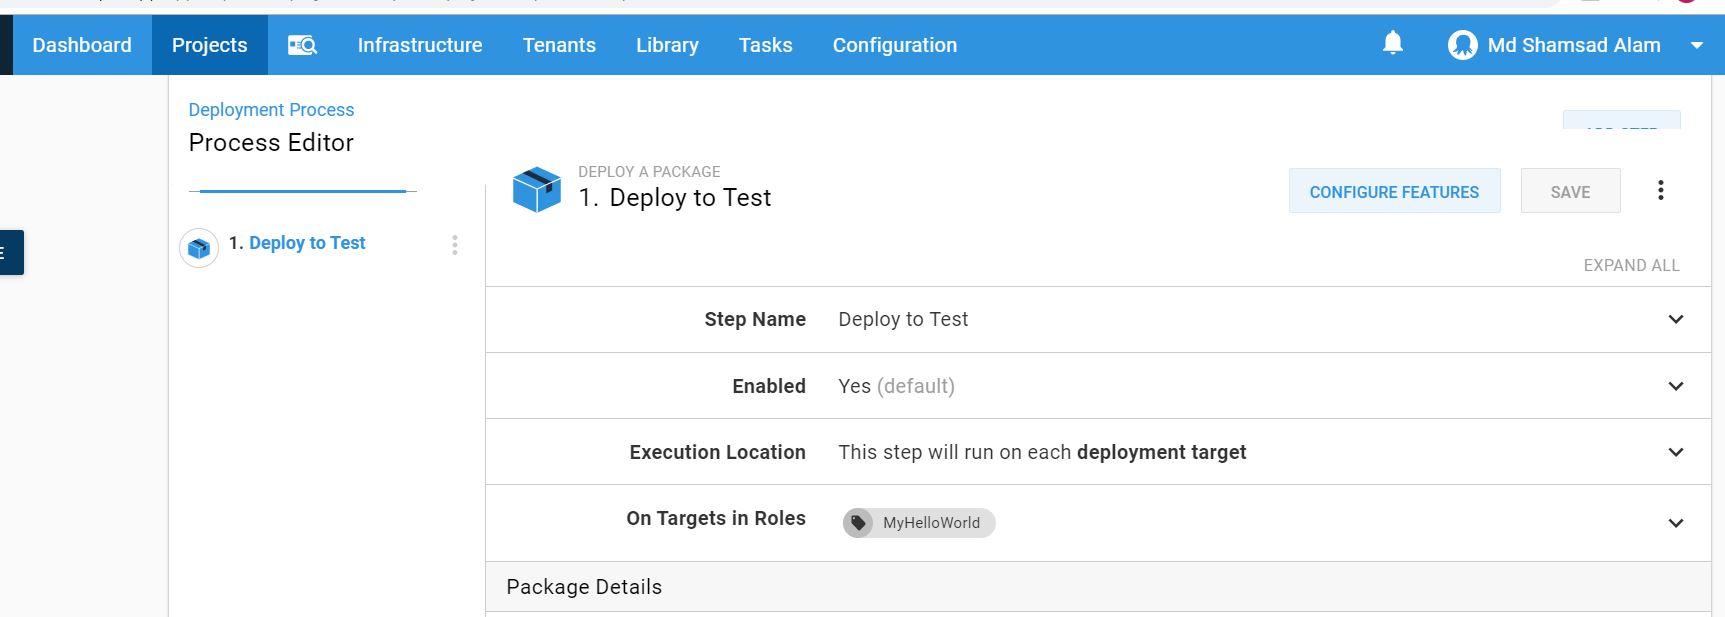 Dashboard Projects Infrastructure Tenants Library Tasks Configuration Md Shamsad Alam
Deployment Process
Process Editor
DEPLOY A PACKAGE
1. Deploy to Test
CONFIGURE FEATURES SAVE
1. Deploy to Test
EXPAND ALL
Step Name Deploy to Test
Enabled Yes (default)
Execution Location This step will run on each deployment target
On Targets in Roles MyHelloWorld
Package Details